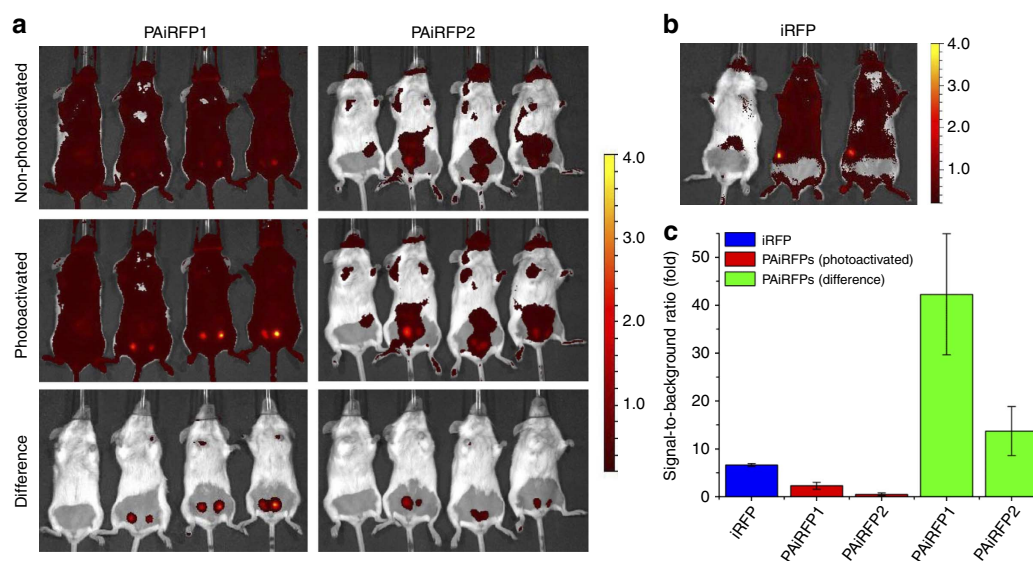 a
PAiRFP1
PAiRFP2
Non-photoactivated
Photoactivated
Difference
4.0
3.0
2.0
1.0
b
iRFP
4.0
3.0
2.0
1.0
c
Signal-to-background ratio (fold)
50
40
30
20
10
0
iRFP
PAiRFPs (photoactivated)
PAiRFPs (difference)
iRFP
PAiRFP1
PAiRFP2
PAiRFP1
PAiRFP2